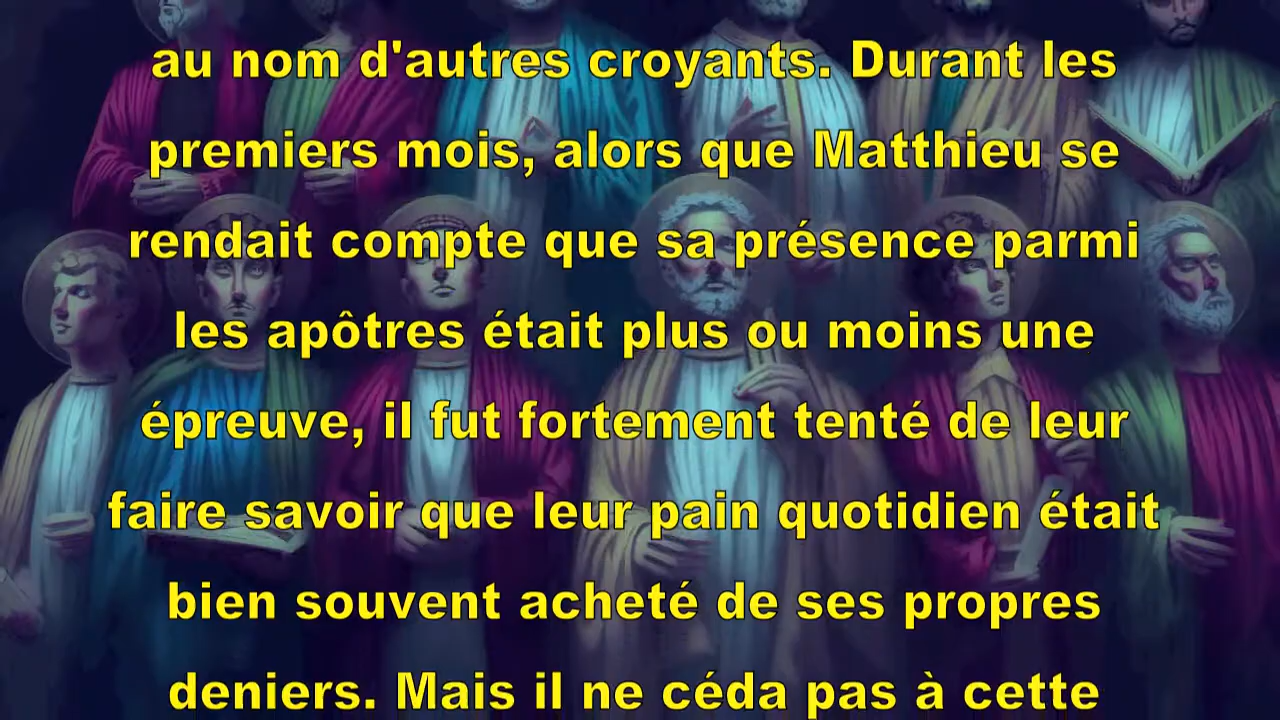 au nom d'autres croyants. Durant les
premiers mois, alors que Matthieu se
rendait compte que sa présence parmi
les apôtres était plus ou moins une
épreuve, il fut fortement tenté de leur
faire savoir que leur pain quotidien était
bien souvent acheté de ses propres
deniers. Mais il ne céda pas à cette